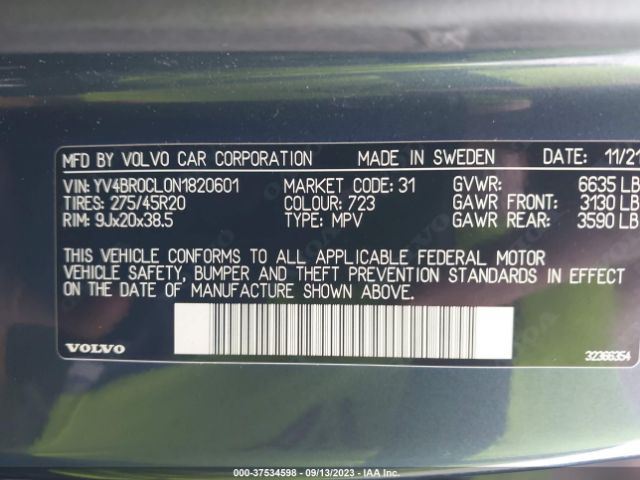 MFD BY VOLVO CAR CORPORATION MADE IN SWEDEN 11/21
VIN: YV4BR0CL0N1820601 MARKET CODE: 31 GVWR: 6635 LB
TIRES: 275/45R20 COLOR CODE: 723 GAWR FRONT: 3130 LB
RIM: 9Jx20x38.5 TYPE: MPV GAWR REAR: 3590 LB
THIS VEHICLE CONFORMS TO ALL APPLICABLE FEDERAL MOTOR
VEHICLE SAFETY, BUMPER AND THEFT PREVENTION STANDARDS IN EFFECT
ON THE DATE OF MANUFACTURE SHOWN ABOVE.
VOLVO 32366354
000-37534598 - 09/13/2023 - IAA Inc.